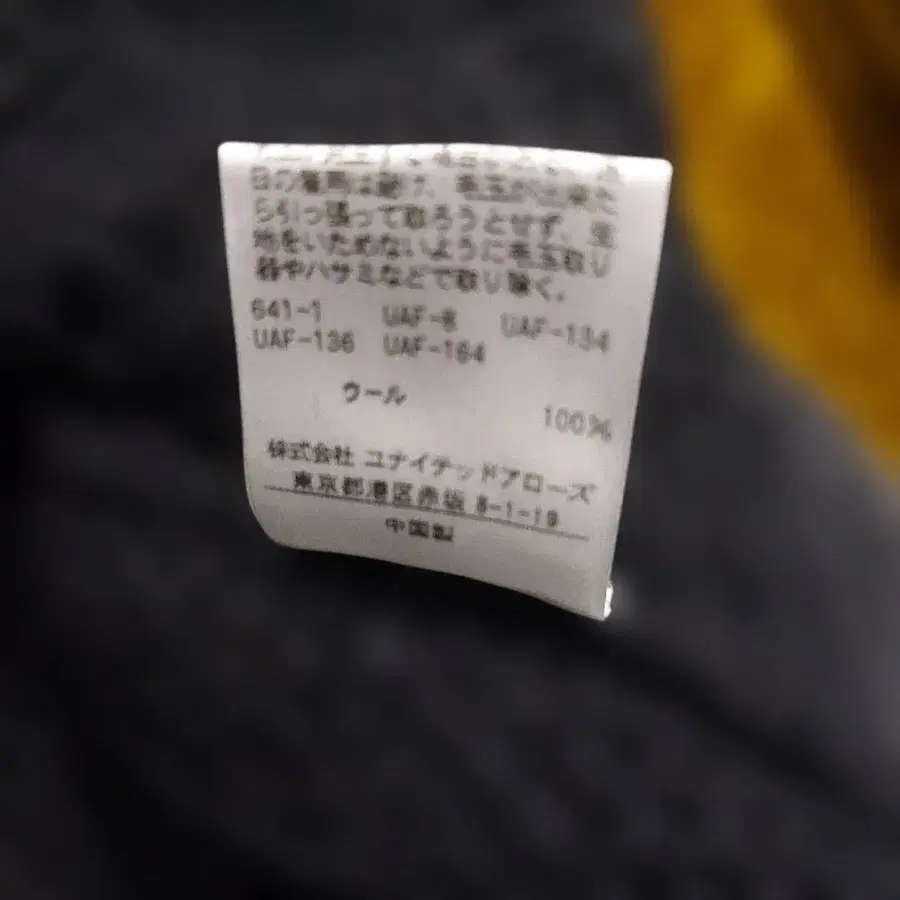 日の着用は避け、毛玉が出来た
ら引っ張って取ろうとせず、生
地をいためないように毛玉取り
器やハサミなどで取り除く。
641-1 UAF-8 UAF-134
UAF-136 UAF-164
ウール
100%
株式会社 ユナイテッドアローズ
東京都港区赤坂 8-1-19
中国製